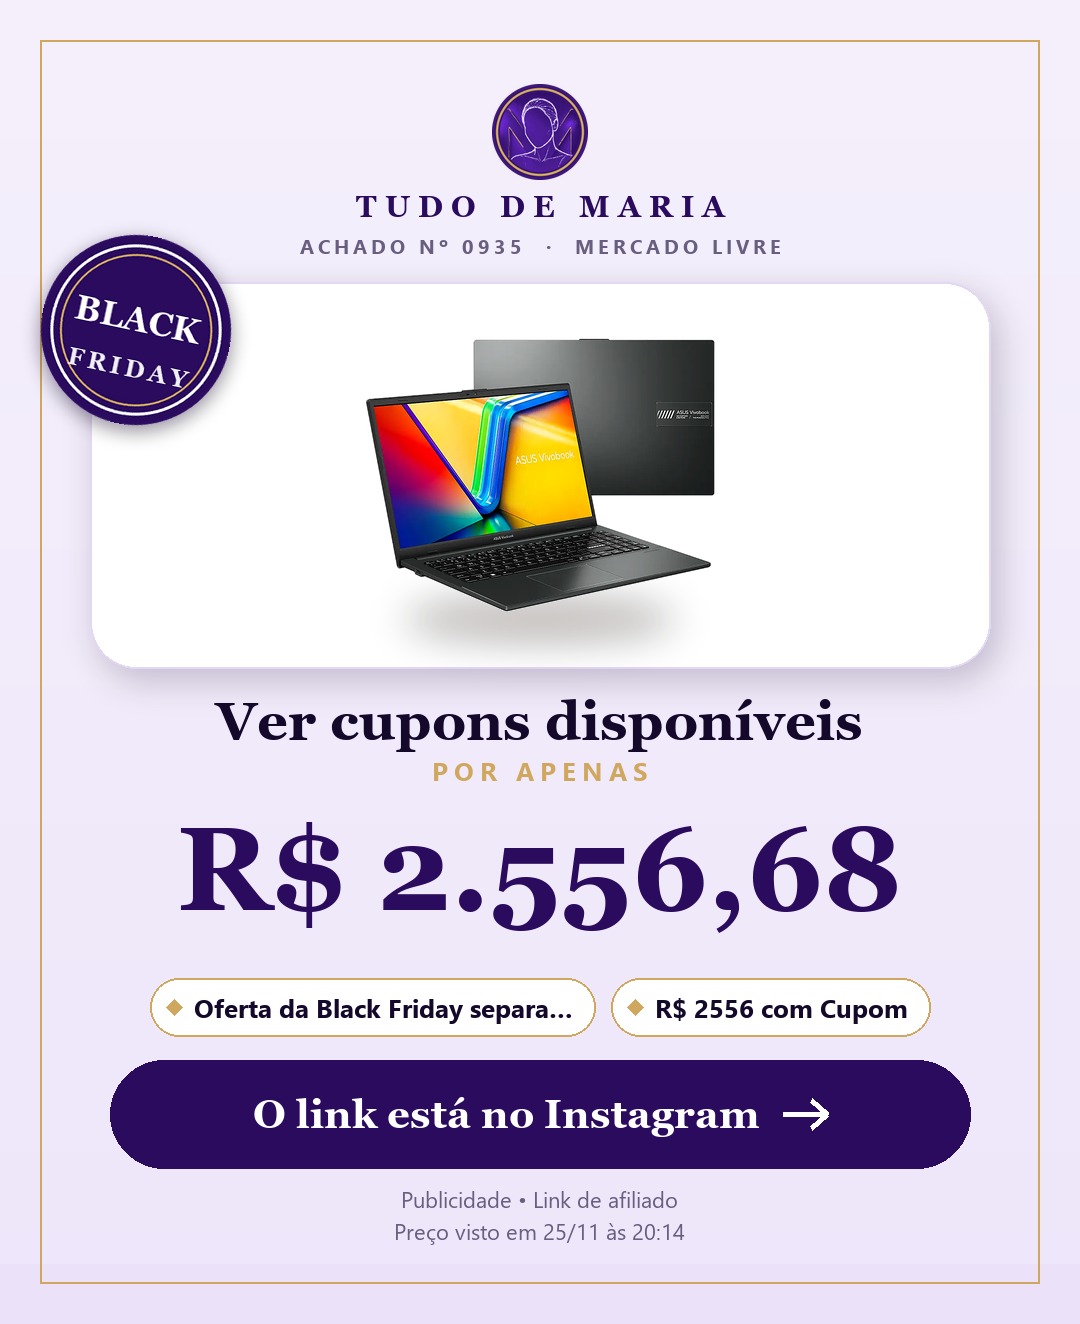 TUDO DE MARIA
ACHADO Nº 0935 · MERCADO LIVRE
BLACK
FRIDAY
ASUS Vivobook
ASUS Vivobook
Ver cupons disponíveis
POR APENAS
R$ 2.556,68
Oferta da Black Friday separa...
R$ 2556 com Cupom
O link está no Instagram →
Publicidade • Link de afiliado
Preço visto em 25/11 às 20:14